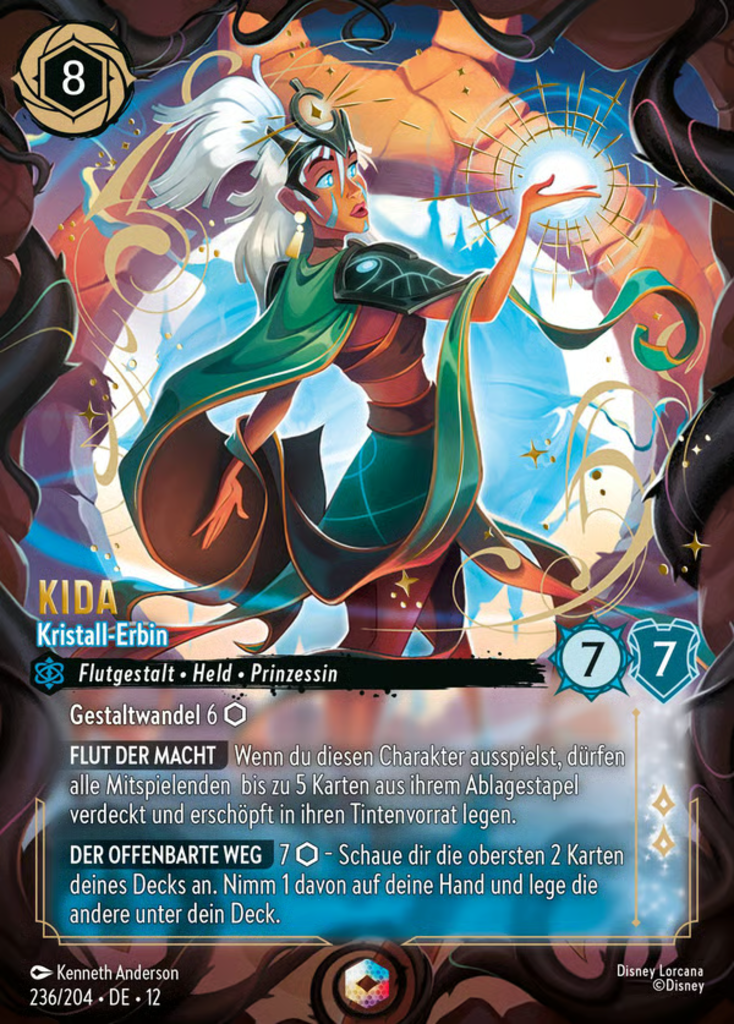 8
KIDA
Kristall-Erbin
Flutgestalt • Held • Prinzessin
7
7
Gestaltwandel 6 ⬡
FLUT DER MACHT Wenn du diesen Charakter ausspielst, dürfen
alle Mitspielenden bis zu 5 Karten aus ihrem Ablagestapel
verdeckt und erschöpft in ihren Tintenvorrat legen.
DER OFFENBARTE WEG 7 ⬡ – Schaue dir die obersten 2 Karten
deines Decks an. Nimm 1 davon auf deine Hand und lege die
andere unter dein Deck.
Kenneth Anderson
236/204 • DE • 12
Disney Lorcana
©Disney